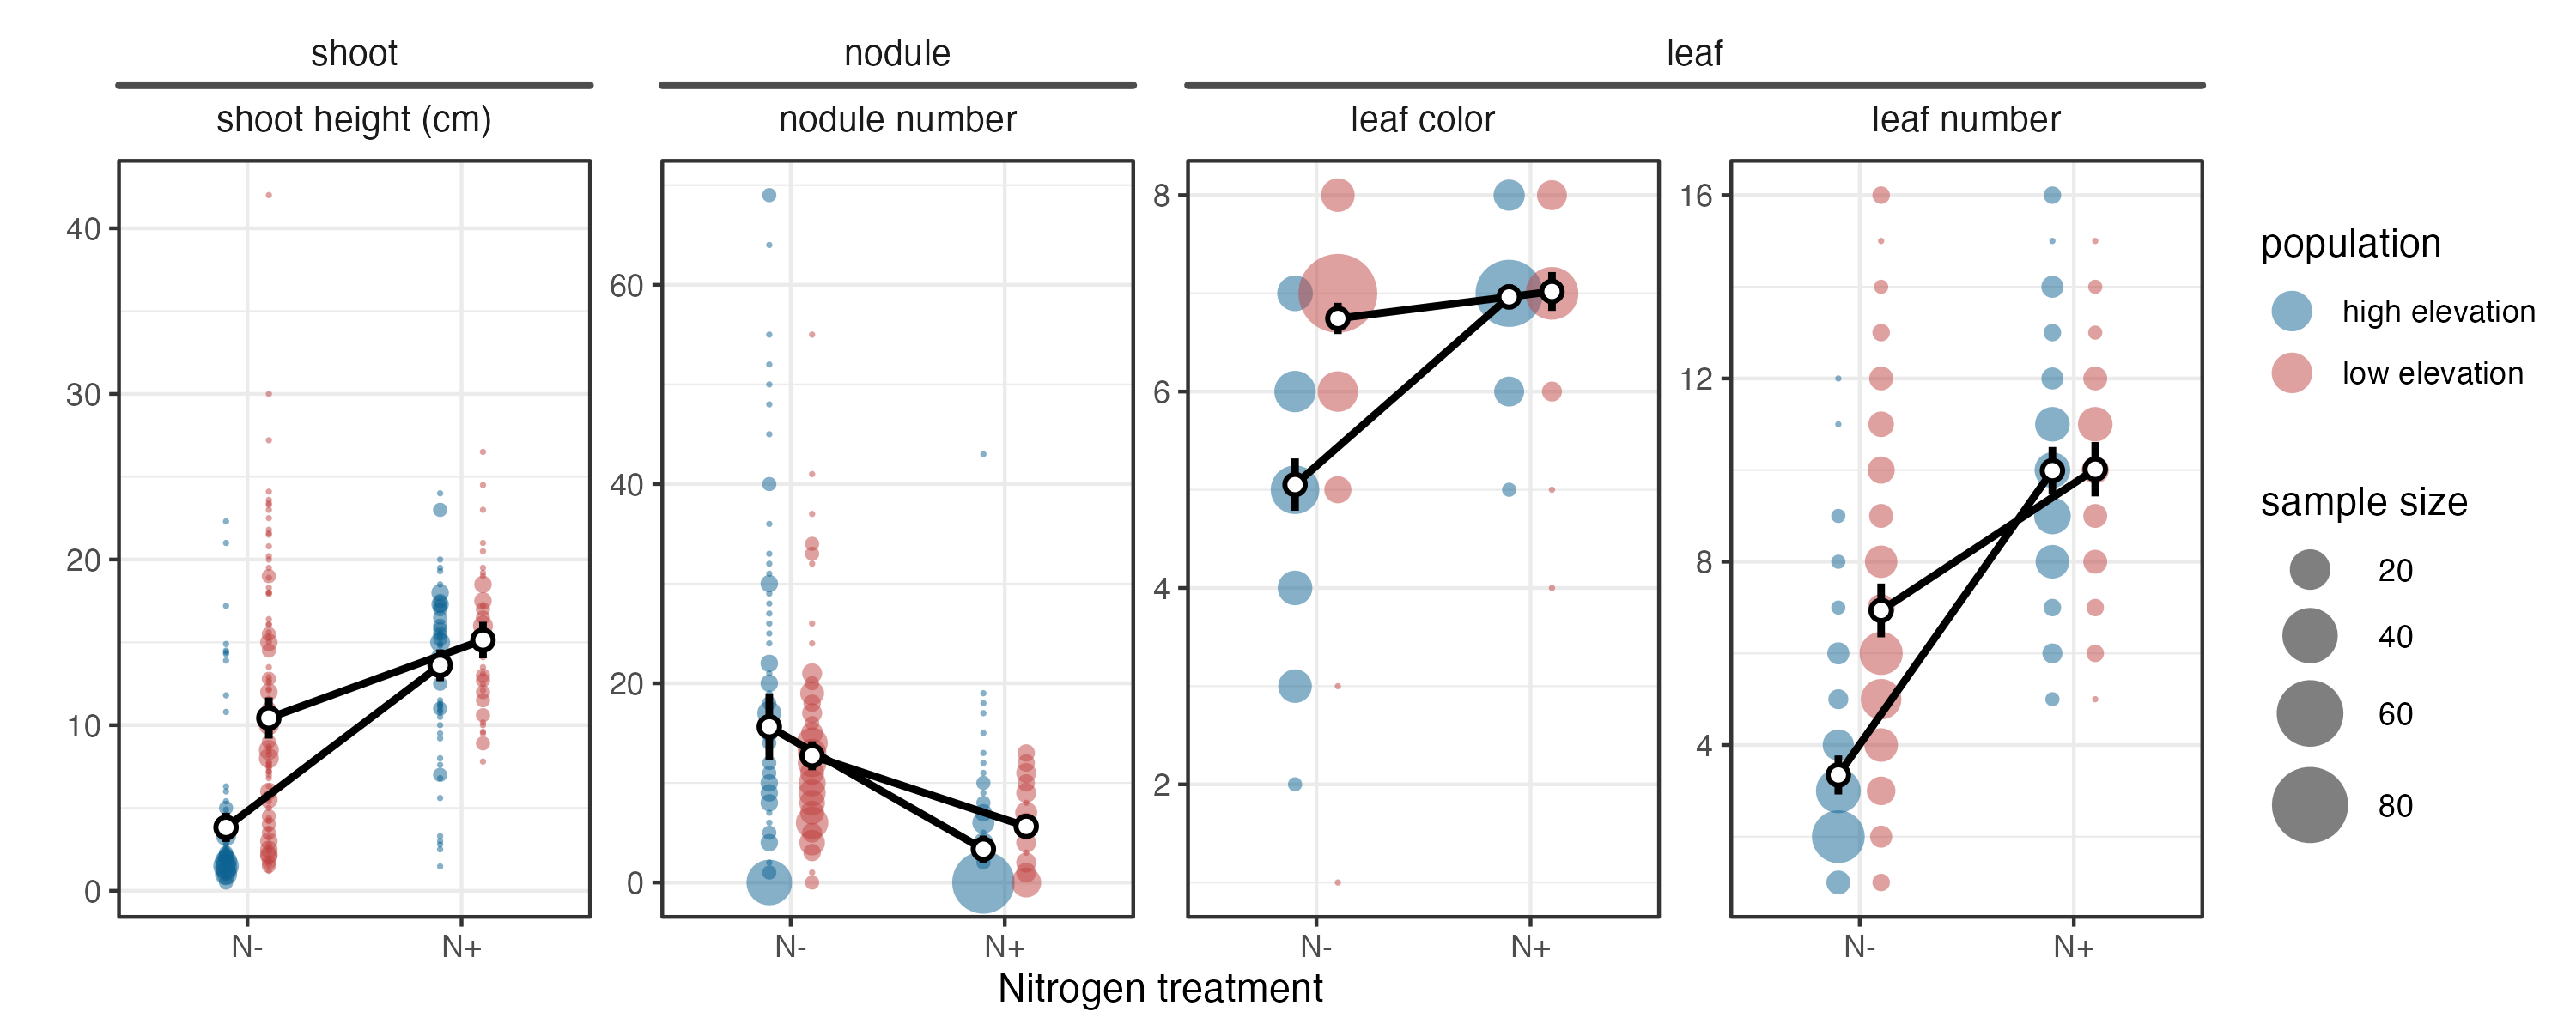 shoot
nodule
leaf
shoot height (cm)
nodule number
leaf color
leaf number
40
30
20
10
0
N-
N+
60
40
20
0
N-
N+
8
6
4
2
N-
N+
16
12
8
4
N-
N+
Nitrogen treatment
population
high elevation
low elevation
sample size
20
40
60
80